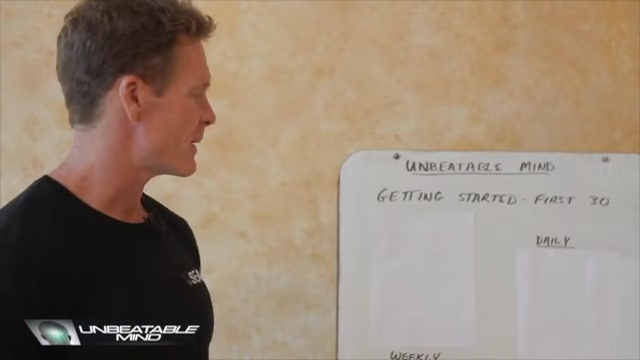 UNBEATABLE MIND
GETTING STARTED - FIRST 30
DAILY
WEEKLY
UNBEATABLE
MIND